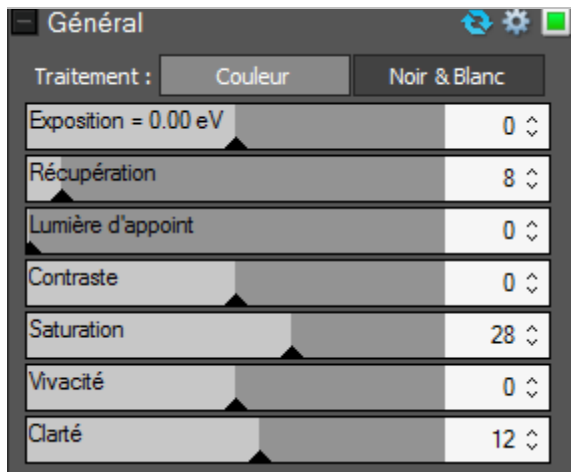 Général
Traitement : Couleur Noir & Blanc
Exposition = 0.00 eV 0
Récupération 8
Lumière d'appoint 0
Contraste 0
Saturation 28
Vivacité 0
Clarté 12